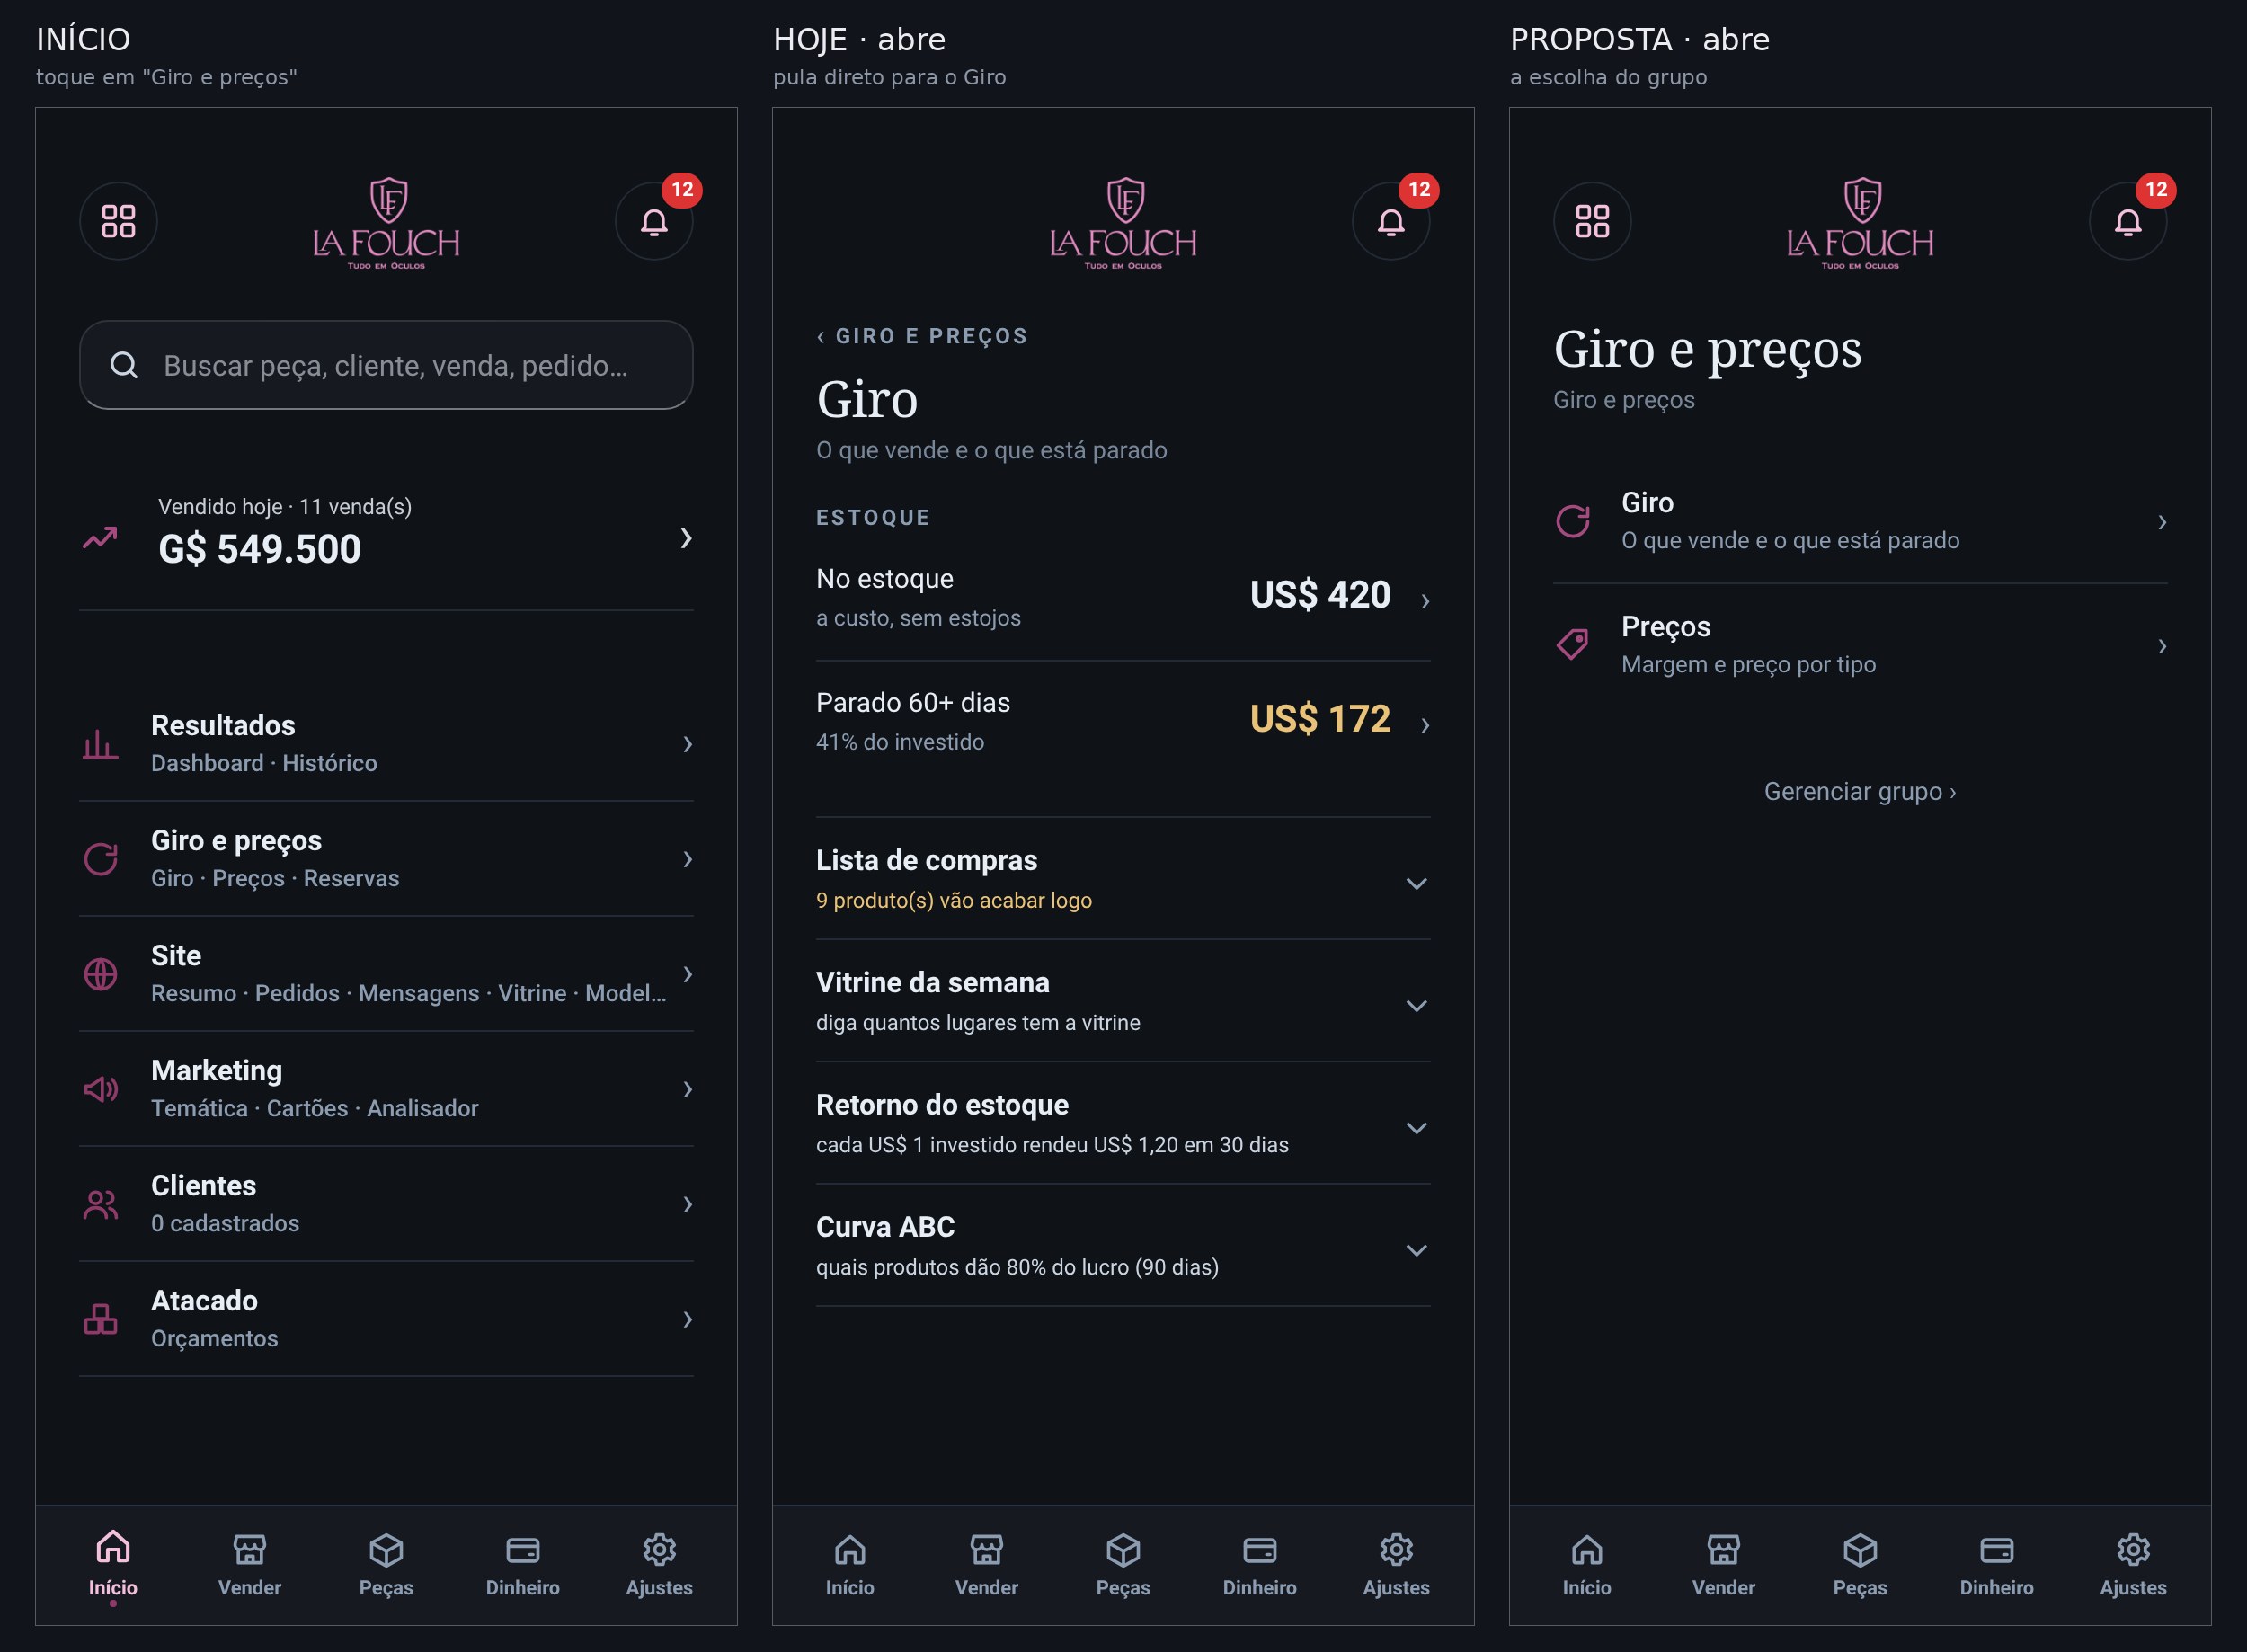 INÍCIO
toque em "Giro e preços"
12
LF
LA FOUCH
TUDO EM ÓCULOS
Buscar peça, cliente, venda, pedido...
Vendido hoje · 11 venda(s)
G$ 549.500
›
Resultados
Dashboard · Histórico
›
Giro e preços
Giro · Preços · Reservas
›
Site
Resumo · Pedidos · Mensagens · Vitrine · Model...
›
Marketing
Temática · Cartões · Analisador
›
Clientes
0 cadastrados
›
Atacado
Orçamentos
›
Início
Vender
Peças
Dinheiro
Ajustes
HOJE · abre
pula direto para o Giro
12
LF
LA FOUCH
TUDO EM ÓCULOS
‹ GIRO E PREÇOS
Giro
O que vende e o que está parado
ESTOQUE
No estoque
a custo, sem estojos
US$ 420 ›
Parado 60+ dias
41% do investido
US$ 172 ›
Lista de compras
9 produto(s) vão acabar logo
Vitrine da semana
diga quantos lugares tem a vitrine
Retorno do estoque
cada US$ 1 investido rendeu US$ 1,20 em 30 dias
Curva ABC
quais produtos dão 80% do lucro (90 dias)
Início
Vender
Peças
Dinheiro
Ajustes
PROPOSTA · abre
a escolha do grupo
12
LF
LA FOUCH
TUDO EM ÓCULOS
Giro e preços
Giro e preços
Giro
O que vende e o que está parado
›
Preços
Margem e preço por tipo
›
Gerenciar grupo ›
Início
Vender
Peças
Dinheiro
Ajustes